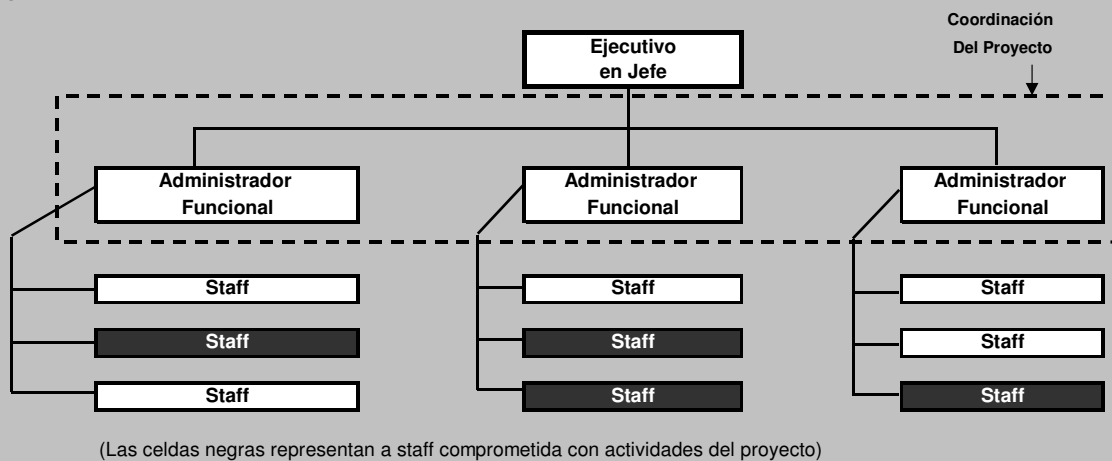 Coordinación
Del Proyecto
Ejecutivo
en Jefe
Administrador
Funcional
Administrador
Funcional
Administrador
Funcional
Staff
Staff
Staff
Staff
Staff
Staff
Staff
Staff
Staff
(Las celdas negras representan a staff comprometida con actividades del proyecto)